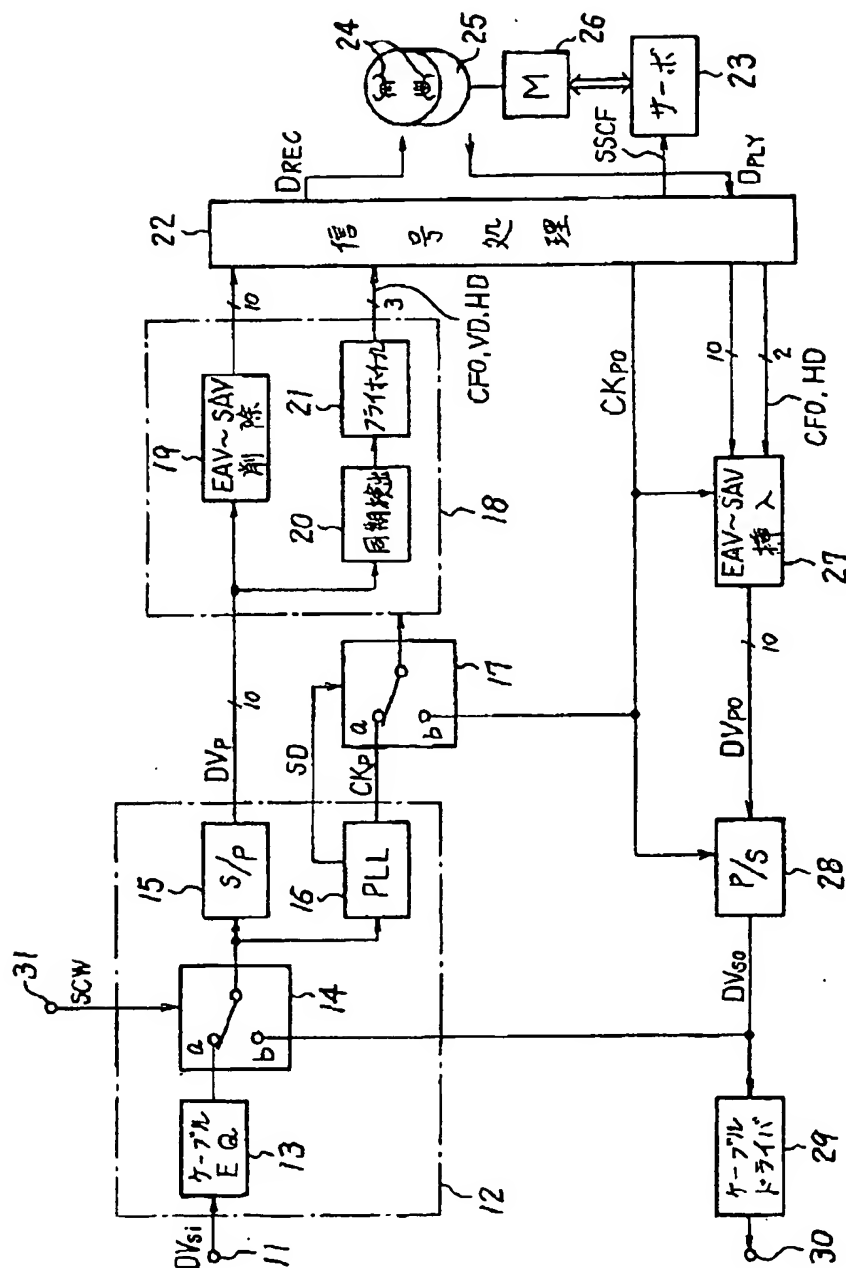 24
25
26
M
23
サーボ
DREC
SSCF
DPLY
22
信号処理
10
3
CFO,VD,HD
CKPO
10
2
CFO,HD
19
EAV~SAV
削除
21
フライホイル
20
同期検出
18
27
EAV~SAV
挿入
17
a
b
SD
CKP
DVP
10
DVPO
10
15
S/P
16
PLL
28
P/S
31
SCW
14
a
b
DVSO
13
ケーブル
EQ
12
29
ケーブル
ドライバ
DVSi
11
30